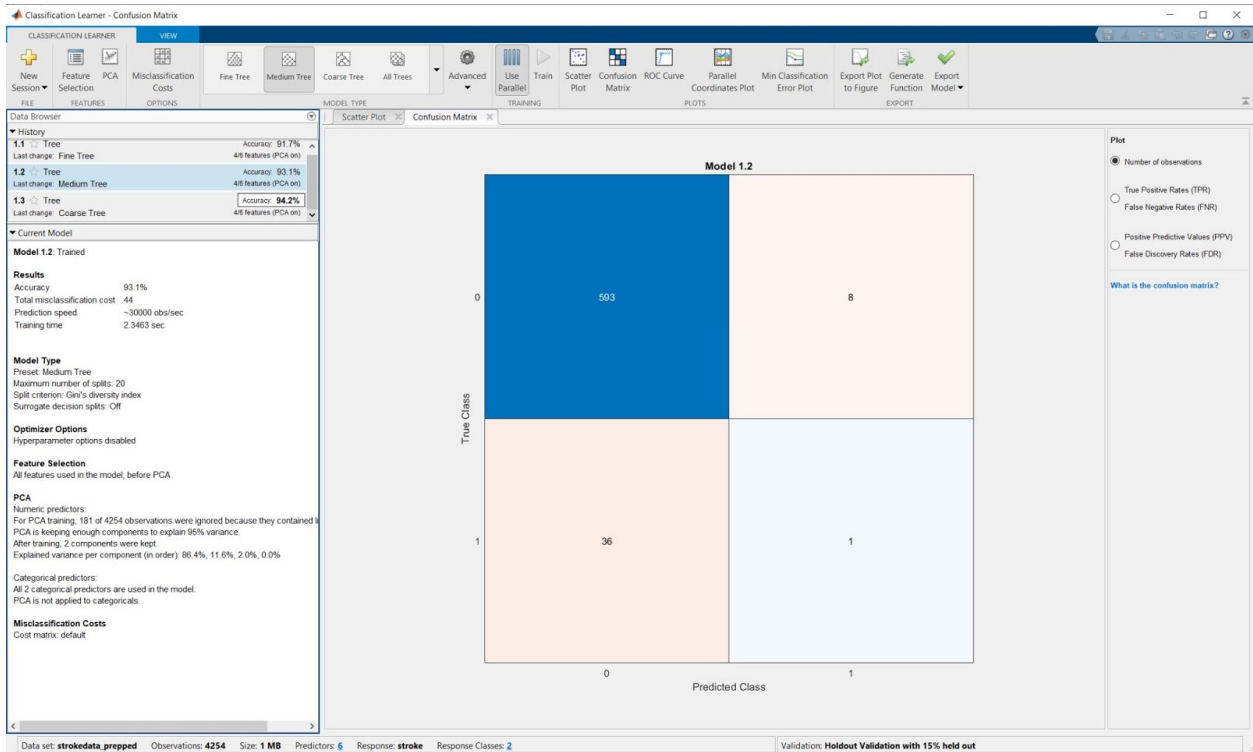 Classification Learner - Confusion Matrix
CLASSIFICATION LEARNER VIEW
New Session
Feature Selection
PCA
Misclassification Costs
Fine Tree
Medium Tree
Coarse Tree
All Trees
Advanced
Use Parallel
Train
Scatter Plot
Confusion Matrix
ROC Curve
Parallel Coordinates Plot
Min Classification Error Plot
Export Plot to Figure
Generate Function
Export Model
FILE FEATURES OPTIONS MODEL TYPE TRAINING PLOTS EXPORT
Data Browser
History
1.1 Tree Accuracy: 91.7%
Last change: Fine Tree 4/6 features (PCA on)
1.2 Tree Accuracy: 93.1%
Last change: Medium Tree 4/6 features (PCA on)
1.3 Tree Accuracy: 94.2%
Last change: Coarse Tree 4/6 features (PCA on)
Current Model
Model 1.2: Trained
Results
Accuracy 93.1%
Total misclassification cost 44
Prediction speed ~30000 obs/sec
Training time 2.3463 sec
Model Type
Preset: Medium Tree
Maximum number of splits: 20
Split criterion: Gini's diversity index
Surrogate decision splits: Off
Optimizer Options
Hyperparameter options disabled
Feature Selection
All features used in the model, before PCA
PCA
Numeric predictors:
For PCA training, 181 of 4254 observations were ignored because they contained
PCA is keeping enough components to explain 95% variance.
After training, 2 components were kept.
Explained variance per component (in order): 86.4%, 11.6%, 2.0%, 0.0%
Categorical predictors:
All 2 categorical predictors are used in the model.
PCA is not applied to categoricals.
Misclassification Costs
Cost matrix: default
Scatter Plot Confusion Matrix
Model 1.2
True Class
0 593 8
1 36 1
0 1
Predicted Class
Plot
Number of observations
True Positive Rates (TPR)
False Negative Rates (FNR)
Positive Predictive Values (PPV)
False Discovery Rates (FDR)
What is the confusion matrix?
Data set: strokedata_prepped Observations: 4254 Size: 1 MB Predictors: 6 Response: stroke Response Classes: 2 Validation: Holdout Validation with 15% held out